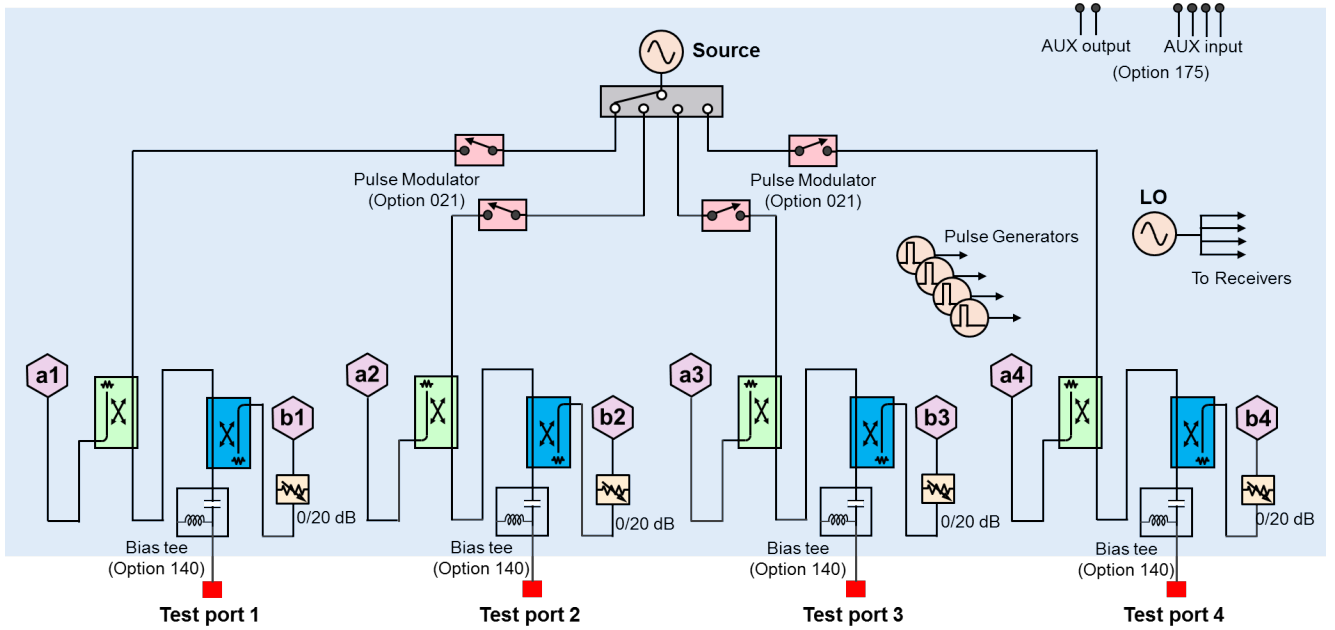 Source
AUX output
AUX input
(Option 175)
Pulse Modulator
(Option 021)
Pulse Modulator
(Option 021)
LO
Pulse Generators
To Receivers
a1
b1
a2
b2
a3
b3
a4
b4
0/20 dB
0/20 dB
0/20 dB
0/20 dB
Bias tee
(Option 140)
Bias tee
(Option 140)
Bias tee
(Option 140)
Bias tee
(Option 140)
Test port 1
Test port 2
Test port 3
Test port 4